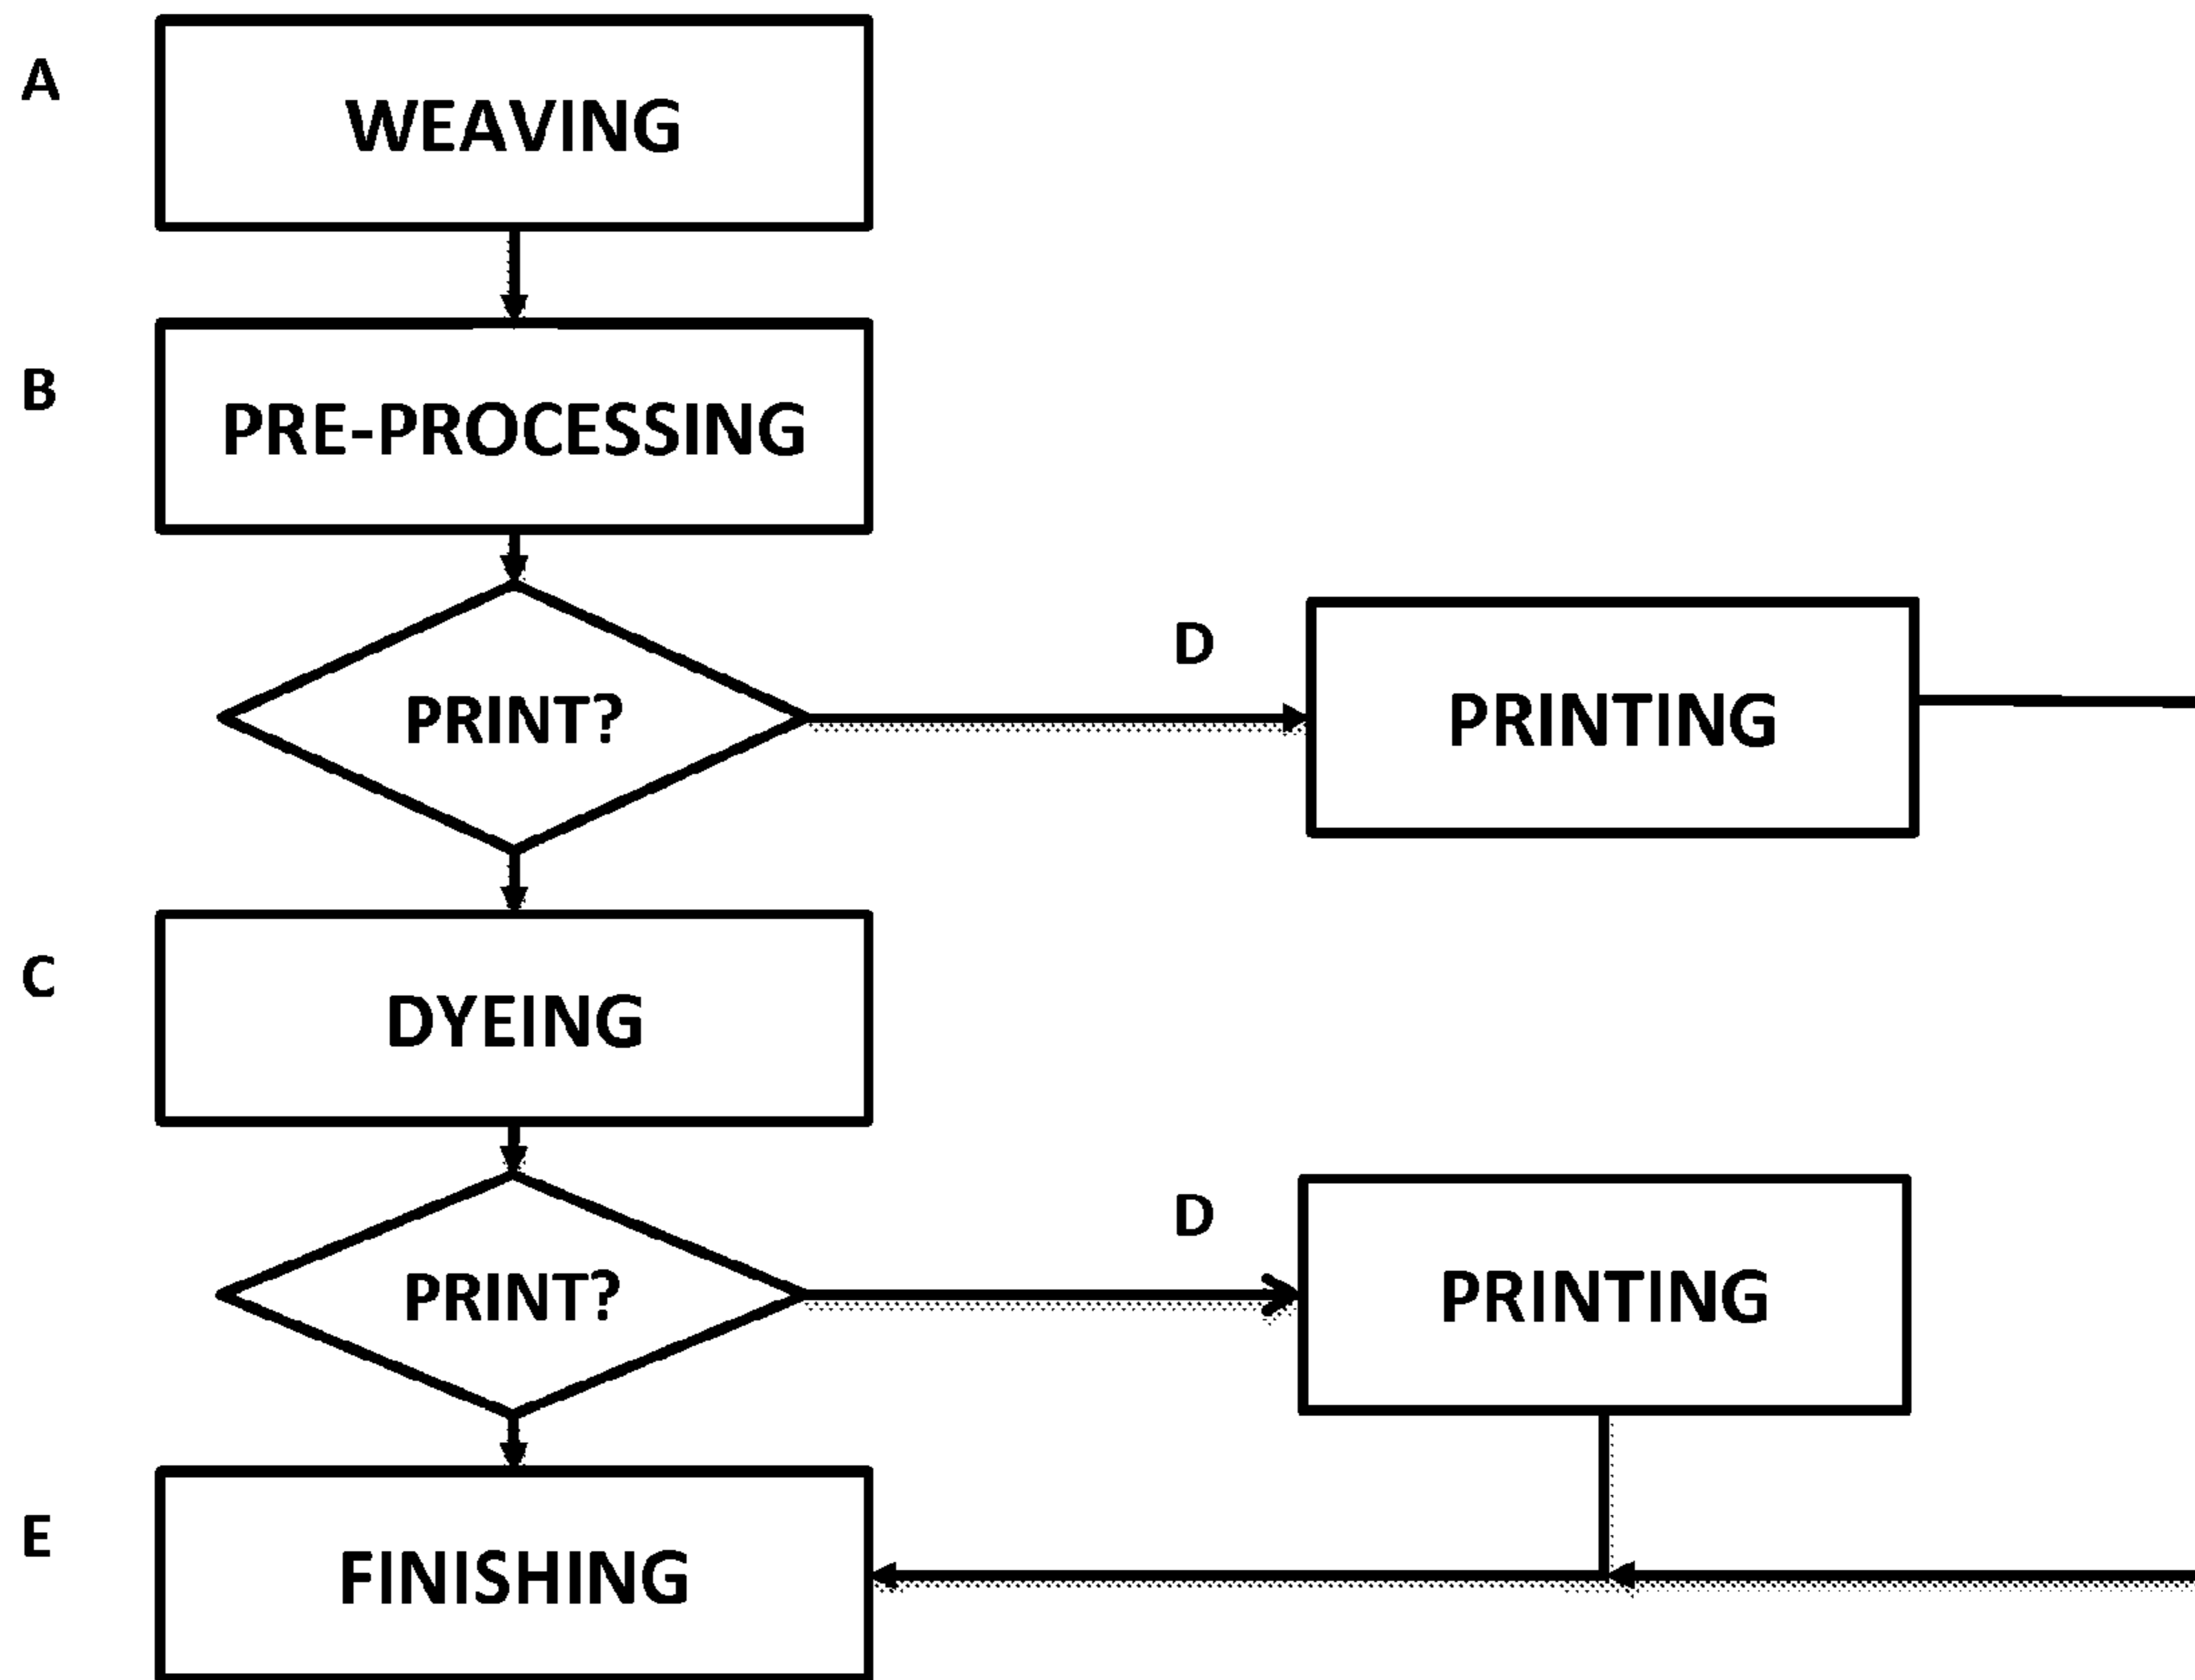 A
WEAVING
B
PRE-PROCESSING
PRINT?
D
PRINTING
C
DYEING
PRINT?
D
PRINTING
E
FINISHING